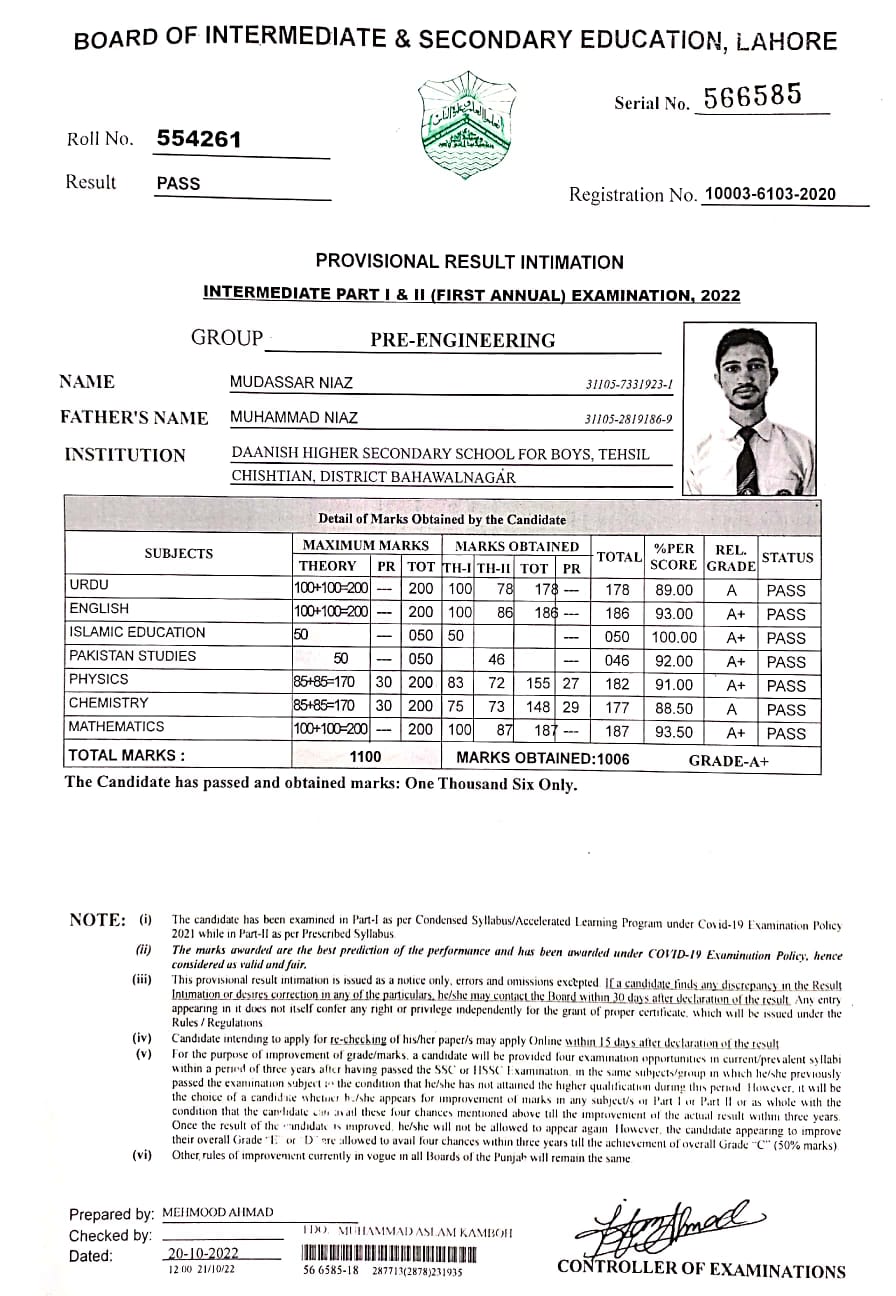 BOARD OF INTERMEDIATE & SECONDARY EDUCATION, LAHORE
Serial No. 566585
Roll No. 554261
Result PASS
Registration No. 10003-6103-2020
PROVISIONAL RESULT INTIMATION
INTERMEDIATE PART I & II (FIRST ANNUAL) EXAMINATION, 2022
GROUP PRE-ENGINEERING
NAME MUDASSAR NIAZ 31105-7331923-1
FATHER'S NAME MUHAMMAD NIAZ 31105-2819186-9
INSTITUTION DAANISH HIGHER SECONDARY SCHOOL FOR BOYS, TEHSIL
CHISHTIAN, DISTRICT BAHAWALNAGAR
Detail of Marks Obtained by the Candidate
SUBJECTS MAXIMUM MARKS MARKS OBTAINED TOTAL %PER SCORE REL. GRADE STATUS
THEORY PR TOT TH-I TH-II TOT PR
URDU 100+100=200 --- 200 100 78 178 --- 178 89.00 A PASS
ENGLISH 100+100=200 --- 200 100 86 186 --- 186 93.00 A+ PASS
ISLAMIC EDUCATION 50 --- 050 50 --- 050 100.00 A+ PASS
PAKISTAN STUDIES 50 --- 050 46 --- 046 92.00 A+ PASS
PHYSICS 85+85=170 30 200 83 72 155 27 182 91.00 A+ PASS
CHEMISTRY 85+85=170 30 200 75 73 148 29 177 88.50 A PASS
MATHEMATICS 100+100=200 --- 200 100 87 187 --- 187 93.50 A+ PASS
TOTAL MARKS : 1100 MARKS OBTAINED:1006 GRADE-A+
The Candidate has passed and obtained marks: One Thousand Six Only.
NOTE: (i) The candidate has been examined in Part-I as per Condensed Syllabus/Accelerated Learning Program under Covid-19 Examination Policy
2021 while in Part-II as per Prescribed Syllabus
(ii) The marks awarded are the best prediction of the performance and has been awarded under COVID-19 Examination Policy, hence
considered as valid and fair.
(iii) This provisional result intimation is issued as a notice only, errors and omissions excepted. If a candidate finds any discrepancy in the Result
Intimation or desires correction in any of the particulars, he/she may contact the Board within 30 days after declaration of the result. Any entry
appearing in it does not itself confer any right or privilege independently for the grant of proper certificate, which will be issued under the
Rules / Regulations
(iv) Candidate intending to apply for re-checking of his/her paper/s may apply Online within 15 days after declaration of the result
(v) For the purpose of improvement of grade/marks, a candidate will be provided four examination opportunities in current/prevalent syllabi
within a period of three years after having passed the SSC or HSSC Examination, in the same subjects/group in which he/she previously
passed the examination subject to the condition that he/she has not attained the higher qualification during this period However, it will be
the choice of a candidate whether he/she appears for improvement of marks in any subject/s or Part I or Part II or as whole with the
condition that the candidate can avail these four chances mentioned above till the improvement of the actual result within three years.
Once the result of the candidate is improved, he/she will not be allowed to appear again However, the candidate appearing to improve
their overall Grade "E" or "D" are allowed to avail four chances within three years till the achievement of overall Grade "C" (50% marks)
(vi) Other rules of improvement currently in vogue in all Boards of the Punjab will remain the same
Prepared by: MEHMOOD AHMAD
Checked by: MUHAMMAD ASLAM KAMBOH
Dated: 20-10-2022
12 00 21/10/22 56 6585-18 287713(2878)231935
CONTROLLER OF EXAMINATIONS